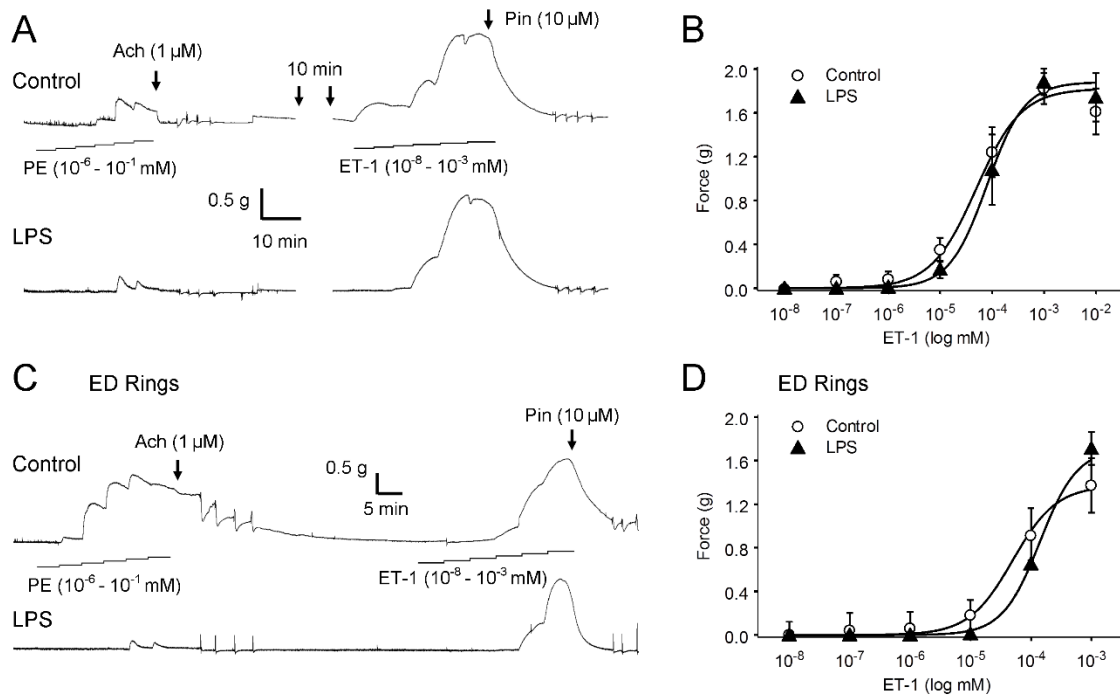 A
Pin (10 µM)
Ach (1 µM)
Control
10 min
PE (10⁻⁶ - 10⁻¹ mM)
ET-1 (10⁻⁸ - 10⁻³ mM)
0.5 g
10 min
LPS
B
Control
LPS
2.0
1.6
1.2
0.8
0.4
0.0
Force (g)
10⁻⁸ 10⁻⁷ 10⁻⁶ 10⁻⁵ 10⁻⁴ 10⁻³ 10⁻²
ET-1 (log mM)
C ED Rings
Pin (10 µM)
Ach (1 µM)
Control
0.5 g
5 min
PE (10⁻⁶ - 10⁻¹ mM)
ET-1 (10⁻⁸ - 10⁻³ mM)
LPS
D ED Rings
Control
LPS
2.0
1.6
1.2
0.8
0.4
0.0
Force (g)
10⁻⁸ 10⁻⁷ 10⁻⁶ 10⁻⁵ 10⁻⁴ 10⁻³
ET-1 (log mM)